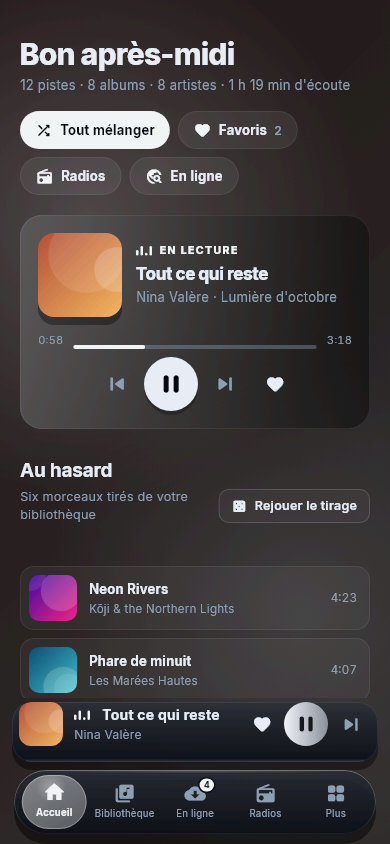 Bon après-midi
12 pistes · 8 albums · 8 artistes · 1 h 19 min d'écoute
Tout mélanger
Favoris 2
Radios
En ligne
EN LECTURE
Tout ce qui reste
Nina Valère · Lumière d'octobre
0:58
3:18
Au hasard
Six morceaux tirés de votre
bibliothèque
Rejouer le tirage
Neon Rivers
Kōji & the Northern Lights
4:23
Phare de minuit
Les Marées Hautes
4:07
Tout ce qui reste
Nina Valère
4
Accueil
Bibliothèque
En ligne
Radios
Plus